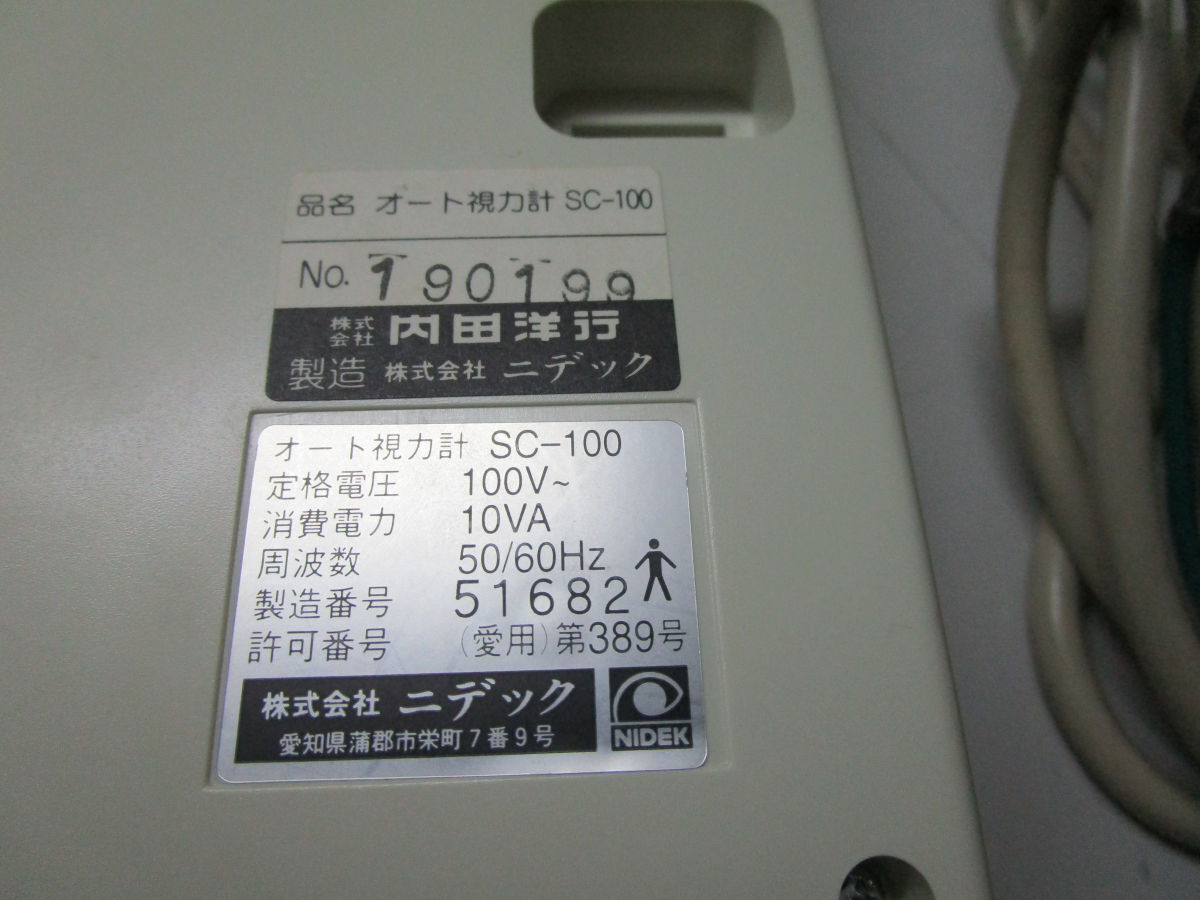 品名 オート視力計 SC-100
No. 190199
株式会社 内田洋行
製造 株式会社 ニデック
オート視力計 SC-100
定格電圧 100V~
消費電力 10VA
周波数 50/60Hz
製造番号 51682
許可番号 (愛用)第389号
株式会社 ニデック
愛知県蒲郡市栄町7番9号
NIDEK